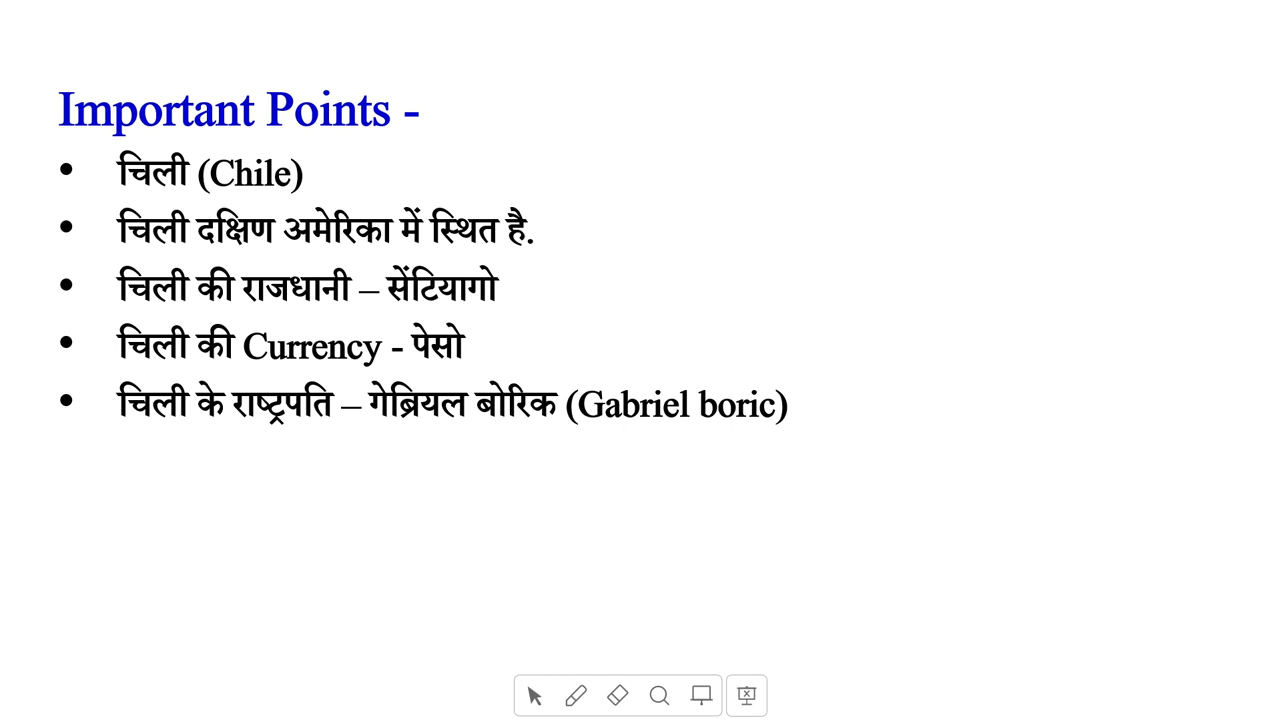 Important Points -
• चिली (Chile)
• चिली दक्षिण अमेरिका में स्थित है.
• चिली की राजधानी – सेंटियागो
• चिली की Currency - पेसो
• चिली के राष्ट्रपति – गेब्रियल बोरिक (Gabriel boric)